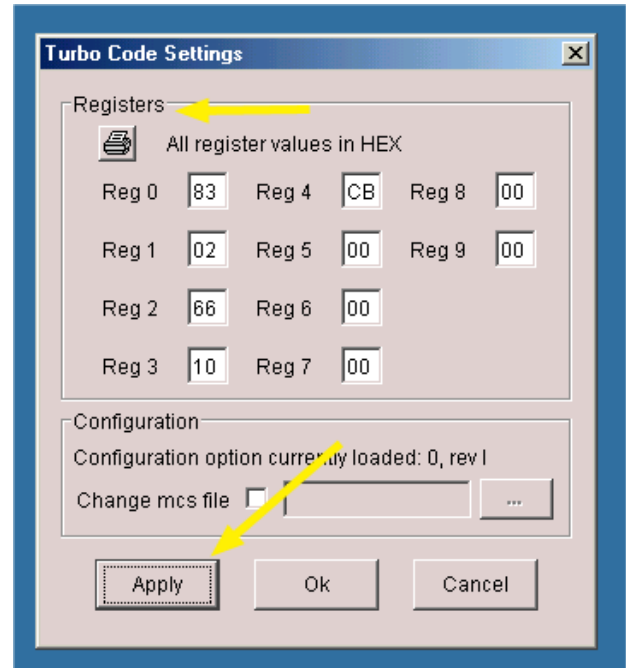 Turbo Code Settings
Registers
All register values in HEX
Reg 0 83 Reg 4 CB Reg 8 00
Reg 1 02 Reg 5 00 Reg 9 00
Reg 2 66 Reg 6 00
Reg 3 10 Reg 7 00
Configuration
Configuration option currently loaded: 0, rev I
Change mcs file ...
Apply Ok Cancel